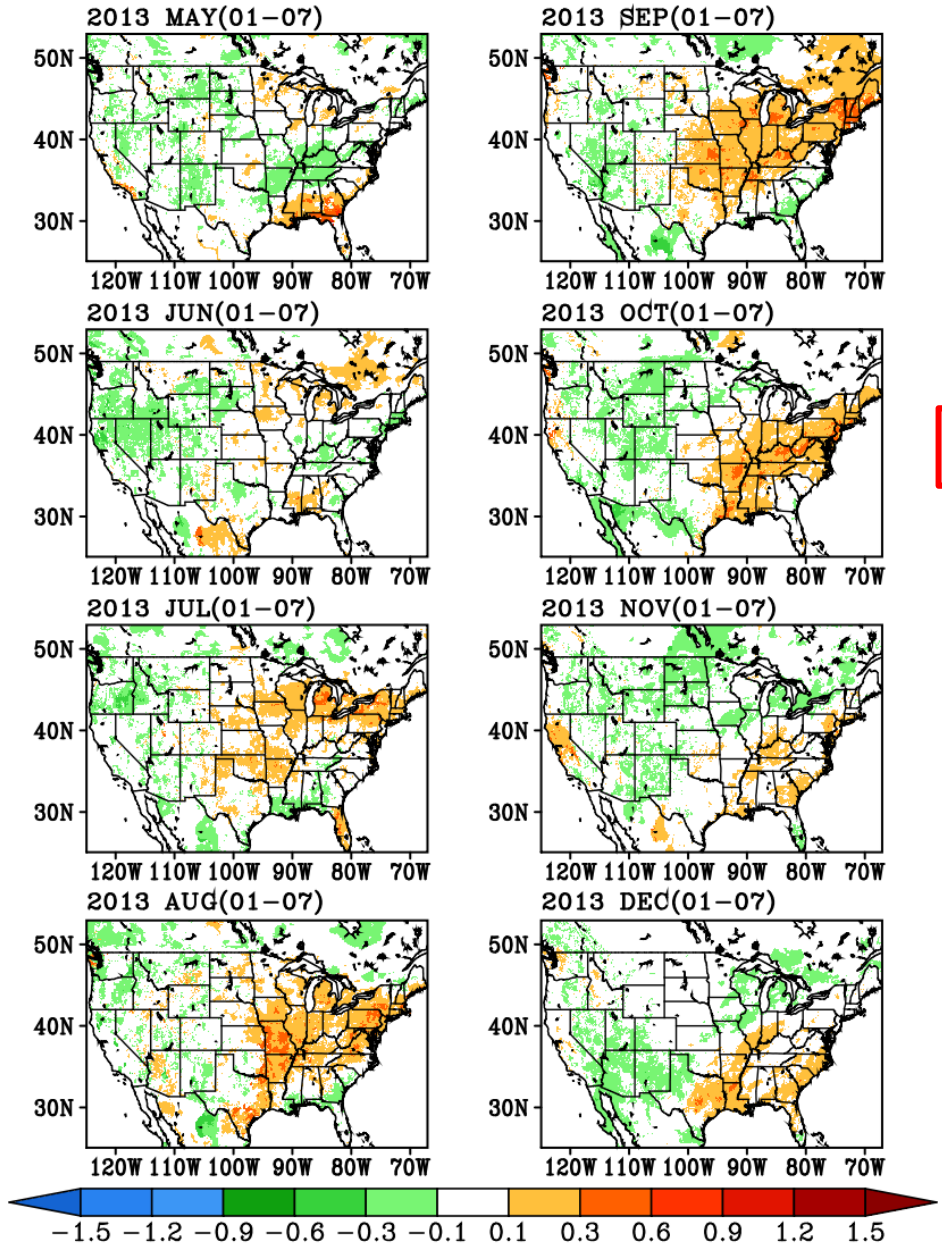 2013 MAY(01−07)
50N
40N
30N
120W 110W 100W 90W 80W 70W
2013 JUN(01−07)
50N
40N
30N
120W 110W 100W 90W 80W 70W
2013 JUL(01−07)
50N
40N
30N
120W 110W 100W 90W 80W 70W
2013 AUG(01−07)
50N
40N
30N
120W 110W 100W 90W 80W 70W
2013 SEP(01−07)
50N
40N
30N
120W 110W 100W 90W 80W 70W
2013 OCT(01−07)
50N
40N
30N
120W 110W 100W 90W 80W 70W
2013 NOV(01−07)
50N
40N
30N
120W 110W 100W 90W 80W 70W
2013 DEC(01−07)
50N
40N
30N
120W 110W 100W 90W 80W 70W
−1.5 −1.2 −0.9 −0.6 −0.3 −0.1 0.1 0.3 0.6 0.9 1.2 1.5